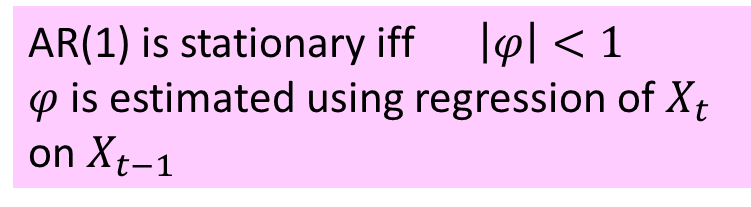 AR(1) is stationary iff |φ| < 1
φ is estimated using regression of Xₜ
on Xₜ₋₁